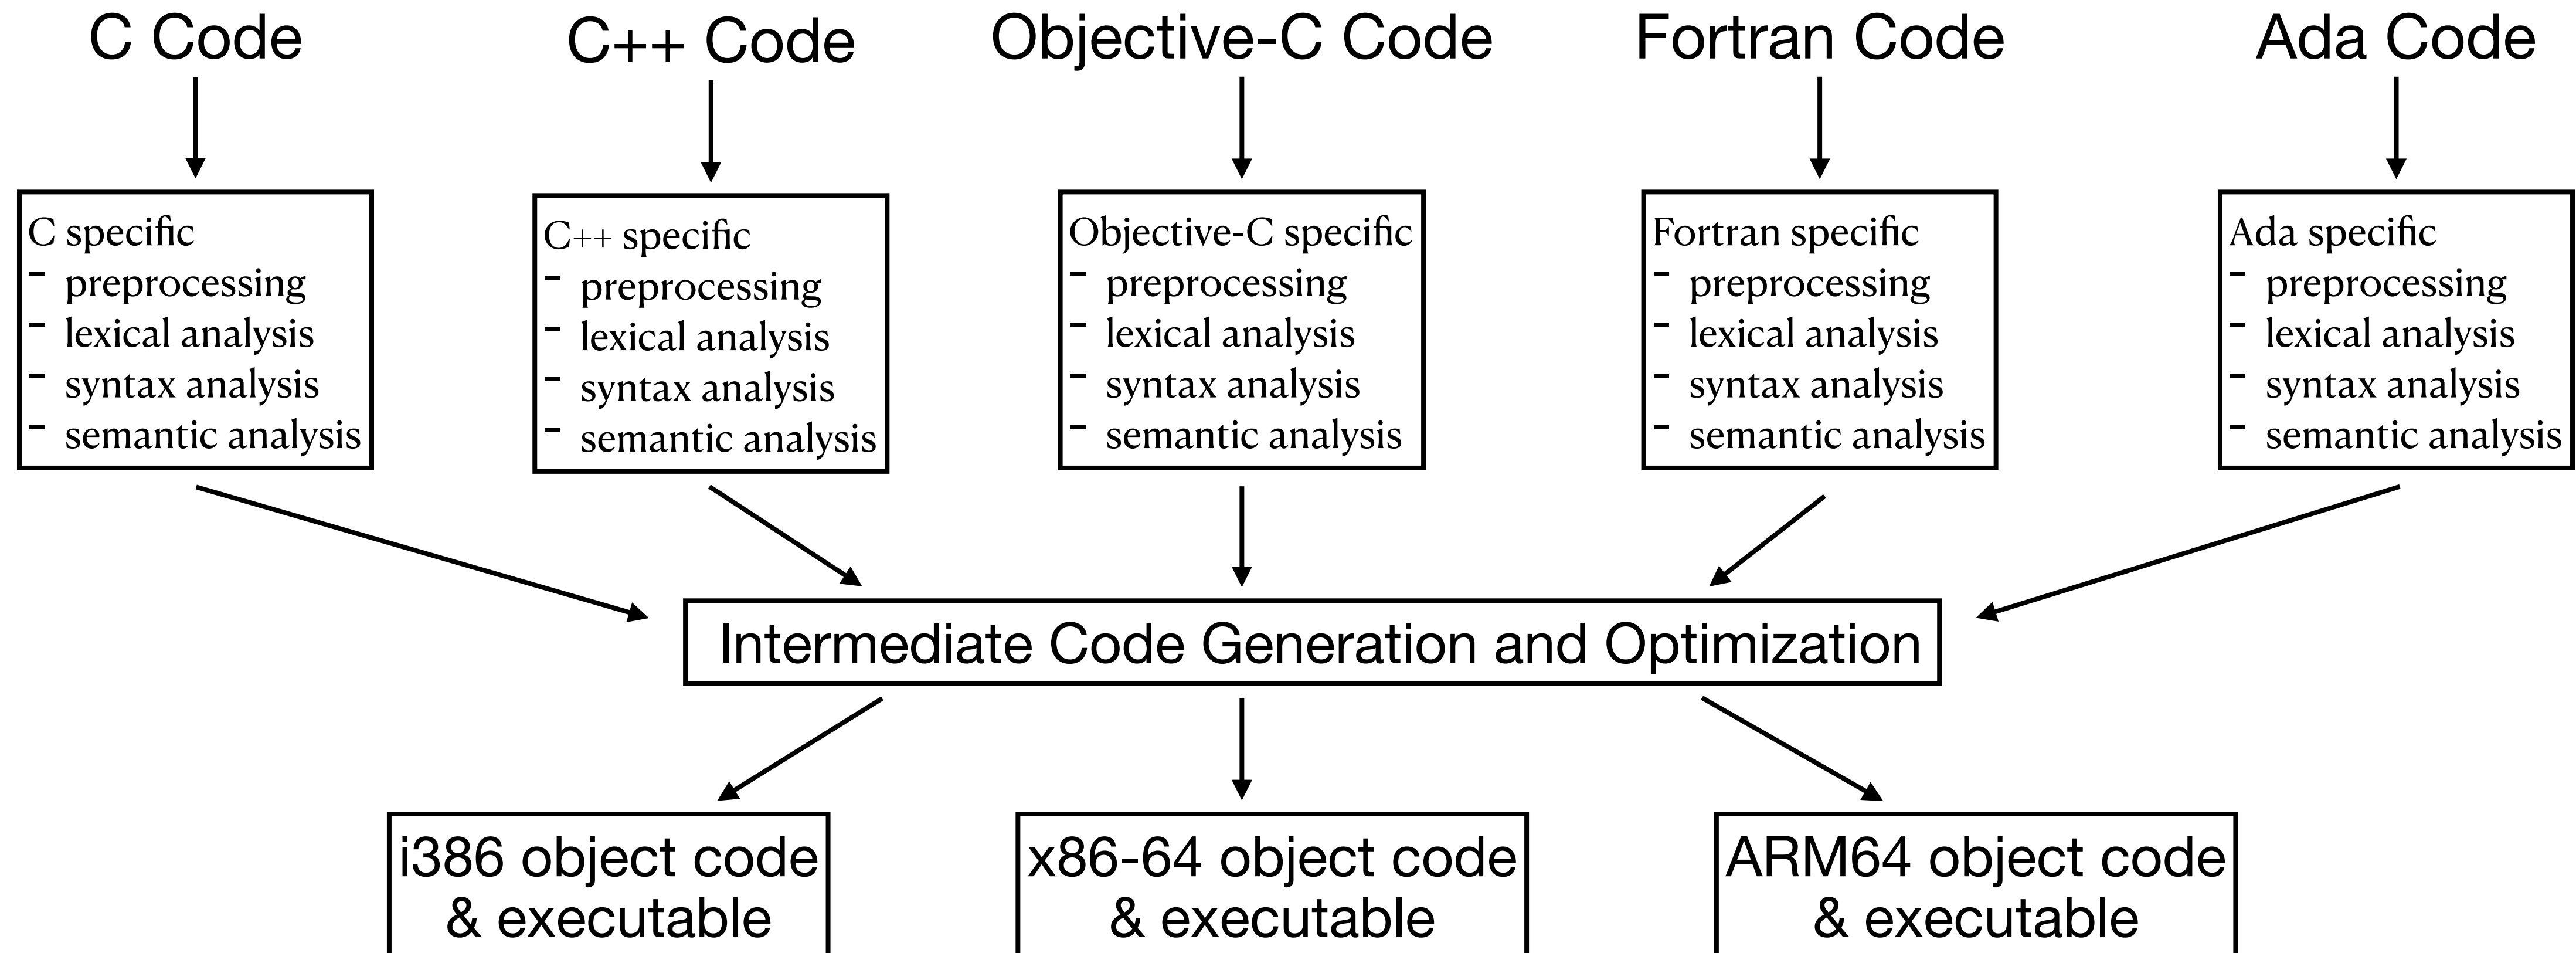 C Code
C++ Code
Objective-C Code
Fortran Code
Ada Code
C specific
- preprocessing
- lexical analysis
- syntax analysis
- semantic analysis
C++ specific
- preprocessing
- lexical analysis
- syntax analysis
- semantic analysis
Objective-C specific
- preprocessing
- lexical analysis
- syntax analysis
- semantic analysis
Fortran specific
- preprocessing
- lexical analysis
- syntax analysis
- semantic analysis
Ada specific
- preprocessing
- lexical analysis
- syntax analysis
- semantic analysis
Intermediate Code Generation and Optimization
i386 object code
& executable
x86-64 object code
& executable
ARM64 object code
& executable